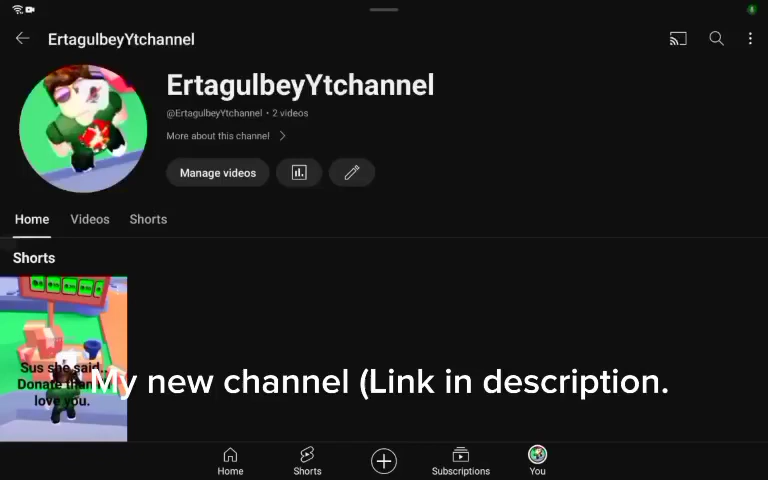 ErtagulbeyYtchannel
ErtagulbeyYtchannel
@ErtagulbeyYtchannel • 2 videos
More about this channel
Manage videos
Home Videos Shorts
Shorts
Sus she said..
Donate
love you.
My new channel (Link in description.
Home Shorts Subscriptions You